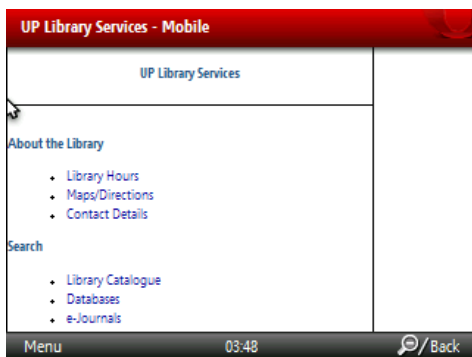 UP Library Services - Mobile
UP Library Services
About the Library
Library Hours
Maps/Directions
Contact Details
Search
Library Catalogue
Databases
e-Journals
Menu 03:48 /Back